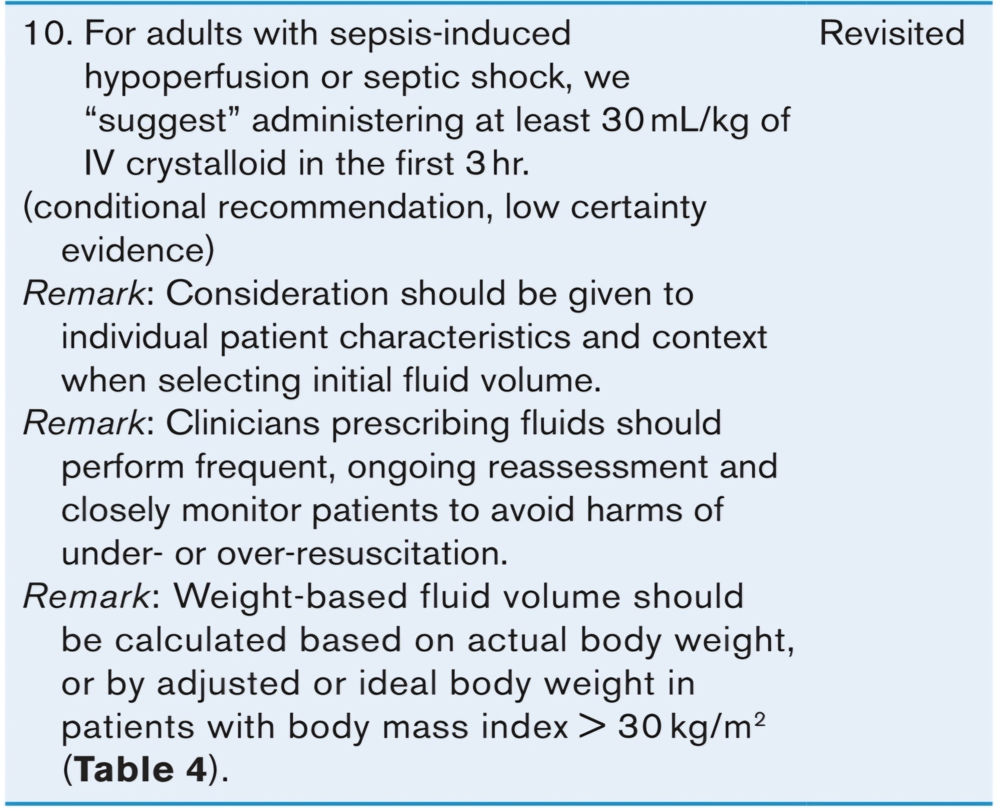 10. For adults with sepsis-induced Revisited
hypoperfusion or septic shock, we
“suggest” administering at least 30 mL/kg of
IV crystalloid in the first 3 hr.
(conditional recommendation, low certainty
evidence)
Remark: Consideration should be given to
individual patient characteristics and context
when selecting initial fluid volume.
Remark: Clinicians prescribing fluids should
perform frequent, ongoing reassessment and
closely monitor patients to avoid harms of
under- or over-resuscitation.
Remark: Weight-based fluid volume should
be calculated based on actual body weight,
or by adjusted or ideal body weight in
patients with body mass index > 30 kg/m²
(Table 4).